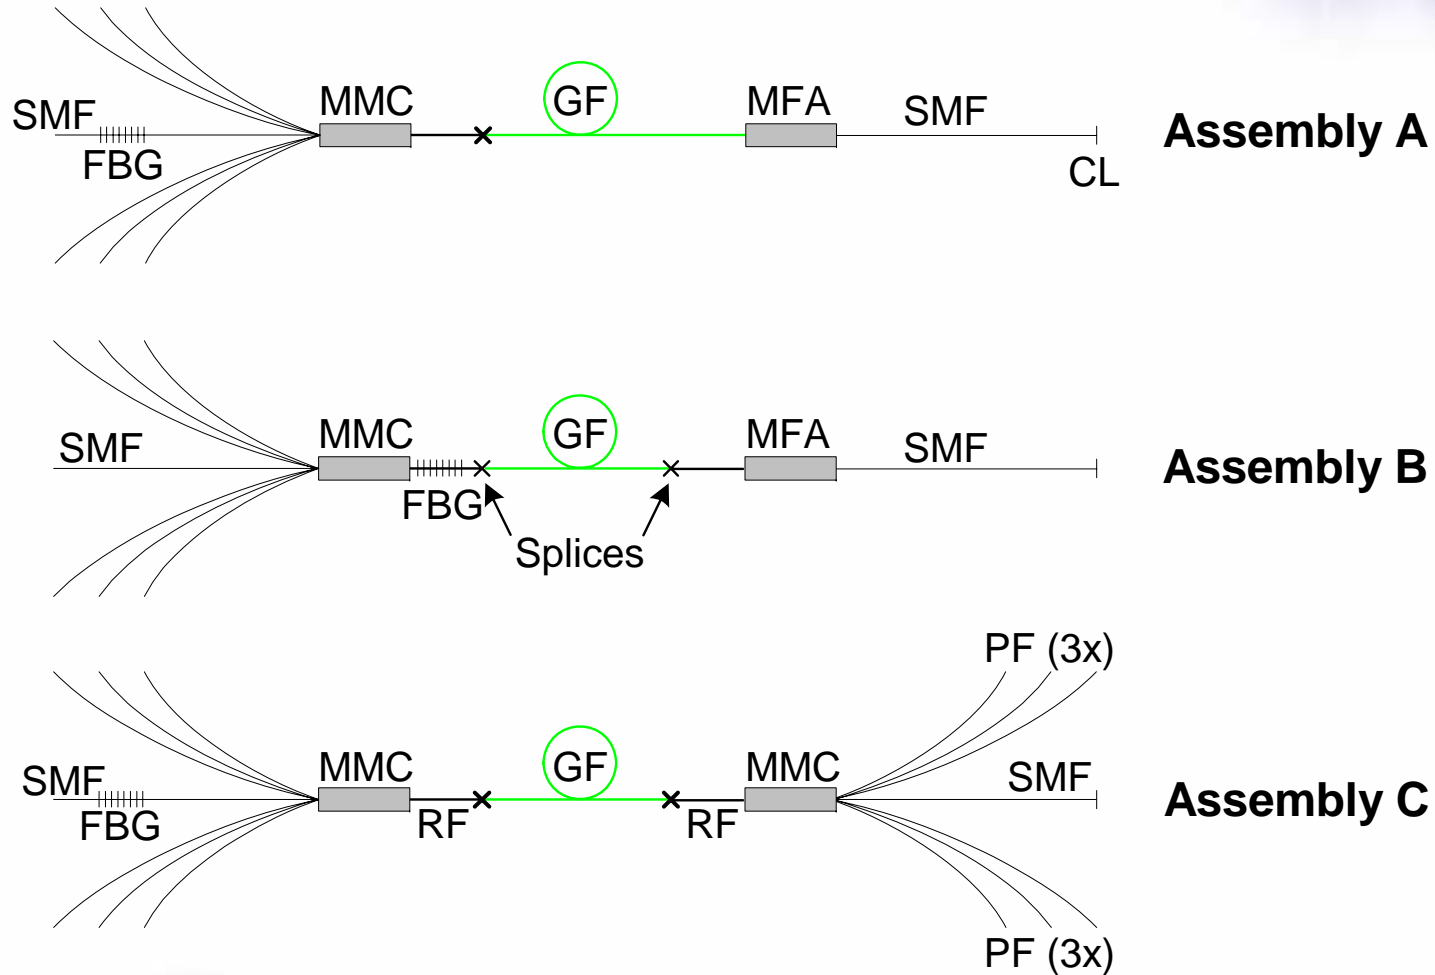 SMF
FBG
MMC
GF
MFA
SMF
CL
Assembly A
SMF
MMC
FBG
GF
Splices
MFA
SMF
Assembly B
SMF
FBG
MMC
RF
GF
RF
MMC
PF (3x)
SMF
PF (3x)
Assembly C